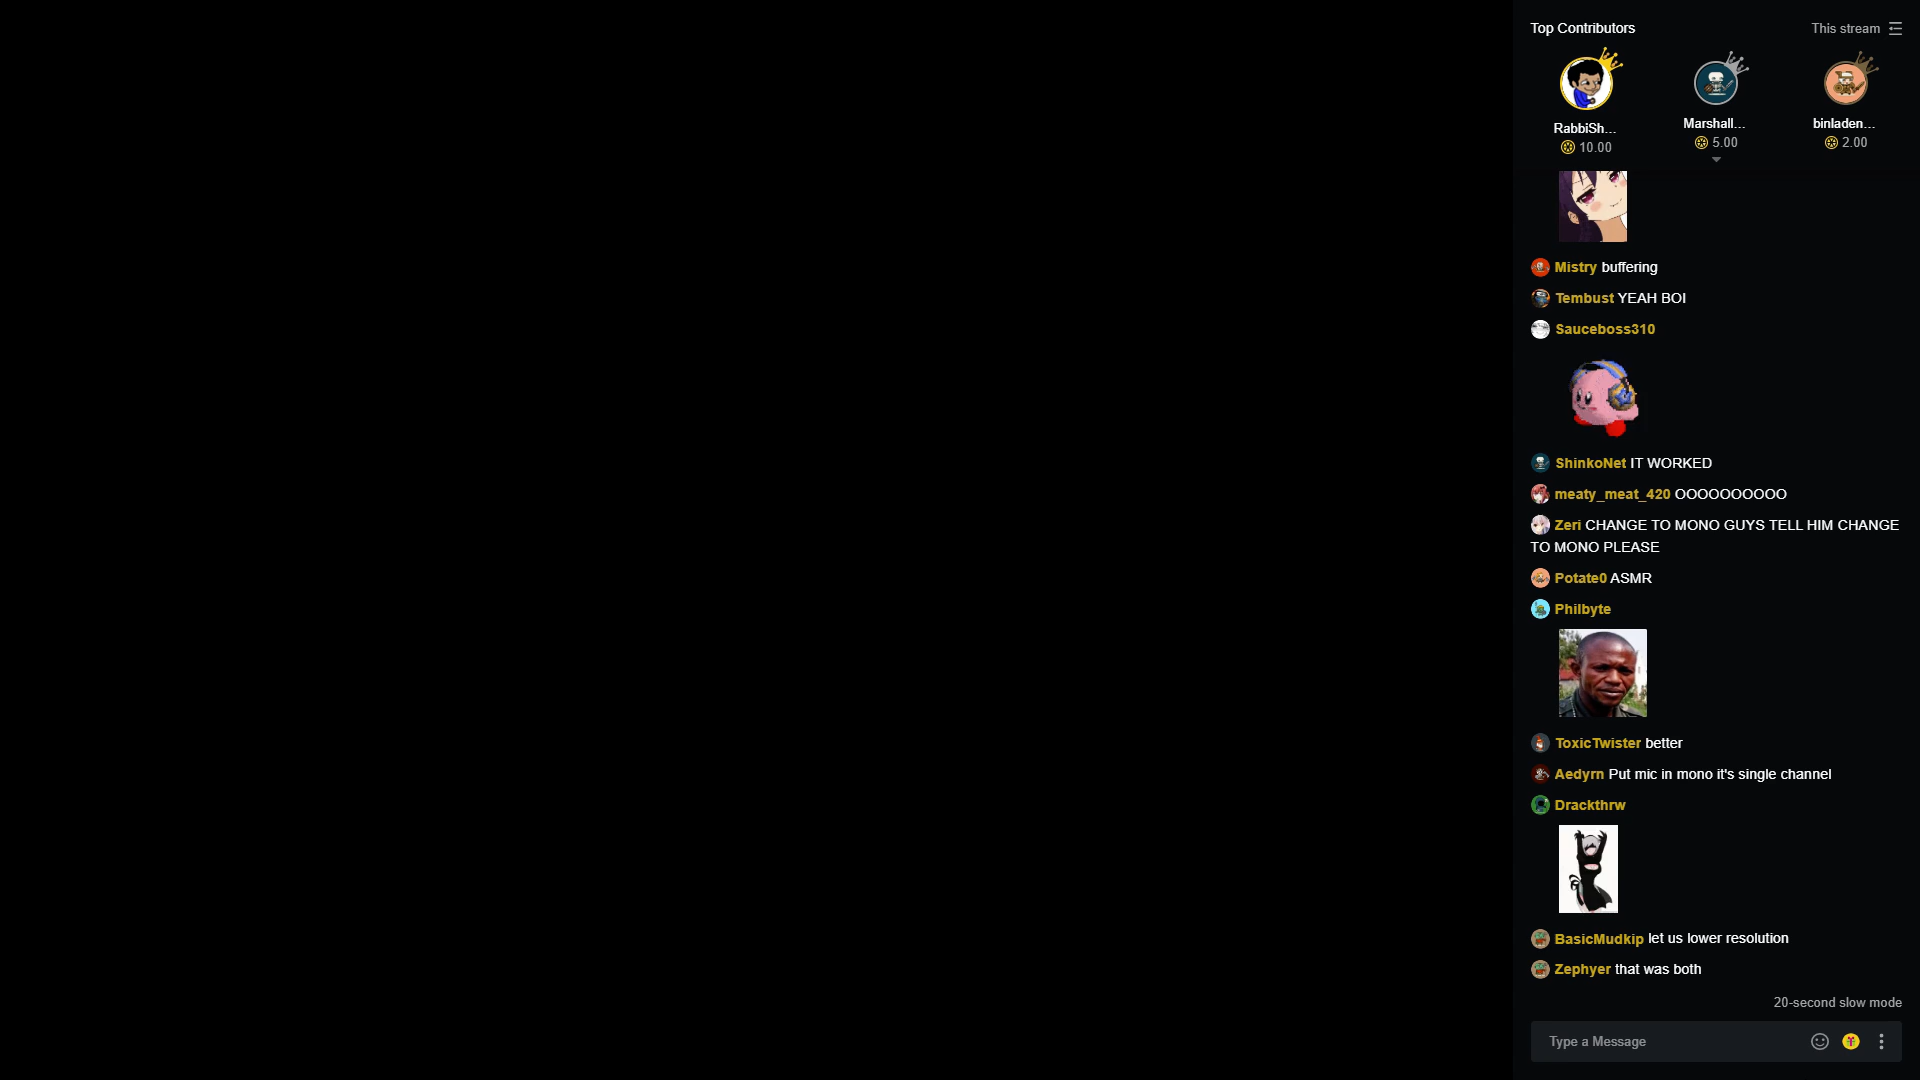 Top Contributors
This stream
RabbiSh...
10.00
Marshall...
5.00
binladen...
2.00
Mistry buffering
Tembust YEAH BOI
Sauceboss310
ShinkoNet IT WORKED
meaty_meat_420 OOOOOOOOOO
Zeri CHANGE TO MONO GUYS TELL HIM CHANGE
TO MONO PLEASE
Potate0 ASMR
Philbyte
ToxicTwister better
Aedyrn Put mic in mono it's single channel
Drackthrw
BasicMudkip let us lower resolution
Zephyer that was both
20-second slow mode
Type a Message